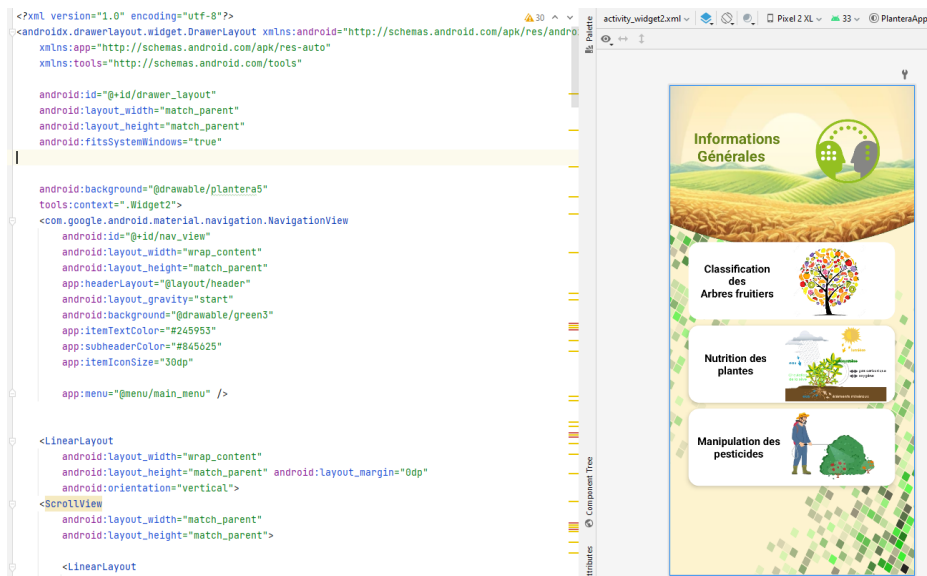 <?xml version="1.0" encoding="utf-8"?>
30
<androidx.drawerlayout.widget.DrawerLayout xmlns:android="http://schemas.android.com/apk/res/andro
xmlns:app="http://schemas.android.com/apk/res-auto"
xmlns:tools="http://schemas.android.com/tools"
android:id="@+id/drawer_layout"
android:layout_width="match_parent"
android:layout_height="match_parent"
android:fitsSystemWindows="true"
android:background="@drawable/plantera5"
tools:context=".Widget2">
<com.google.android.material.navigation.NavigationView
android:id="@+id/nav_view"
android:layout_width="wrap_content"
android:layout_height="match_parent"
app:headerLayout="@layout/header"
android:layout_gravity="start"
android:background="@drawable/green3"
app:itemTextColor="#245953"
app:subheaderColor="#845625"
app:itemIconSize="30dp"
app:menu="@menu/main_menu" />
<LinearLayout
android:layout_width="wrap_content"
android:layout_height="match_parent" android:layout_margin="0dp"
android:orientation="vertical">
<ScrollView
android:layout_width="match_parent"
android:layout_height="match_parent">
<LinearLayout
Palette
Component Tree
ttributes
activity_widget2.xml
Pixel 2 XL
33
PlanteraApp
Informations
Générales
Classification
des
Arbres fruitiers
Nutrition des
plantes
Manipulation des
pesticides